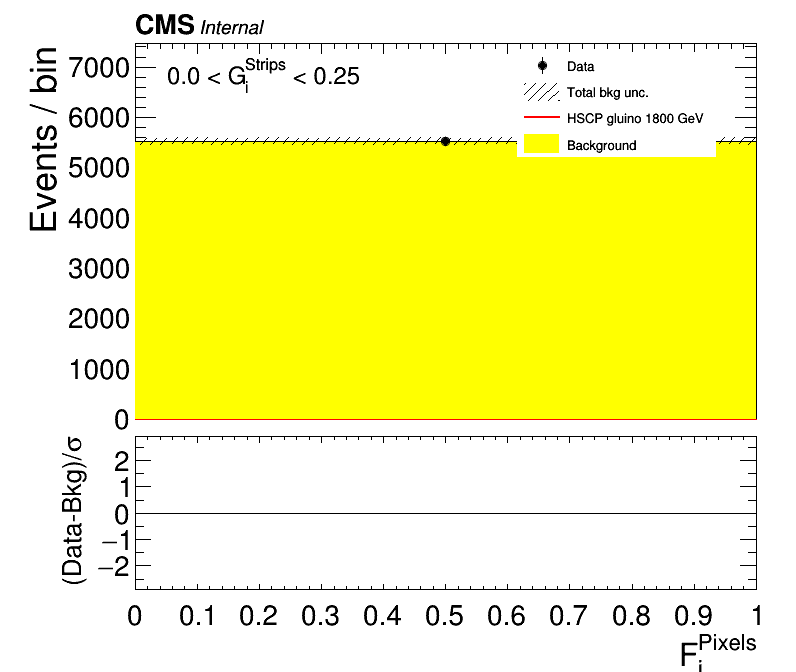 CMS Internal
Events / bin
7000
6000
5000
4000
3000
2000
1000
0
0.0 < G_i^Strips < 0.25
Data
Total bkg unc.
HSCP gluino 1800 GeV
Background
(Data-Bkg)/σ
2
1
0
−1
−2
0 0.1 0.2 0.3 0.4 0.5 0.6 0.7 0.8 0.9 1
F_i^Pixels